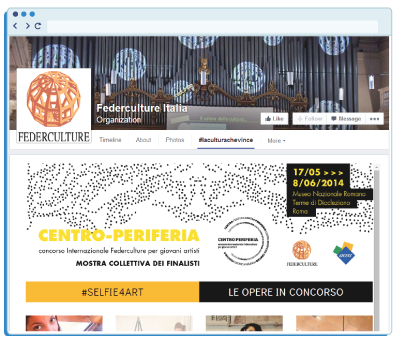 Federculture Italia
Organization
Like
Follow
Message
FEDERCULTURE
Timeline
About
Photos
#laculturachevince
More
17/05 >>>
8/06/2014
Museo Nazionale Romano
Terme di Diocleziano
Roma
CENTRO-PERIFERIA
concorso Internazionale Federculture per giovani artisti
MOSTRA COLLETTIVA DEI FINALISTI
CENTRO-PERIFERIA
FEDERCULTURE
#SELFIE4ART
LE OPERE IN CONCORSO